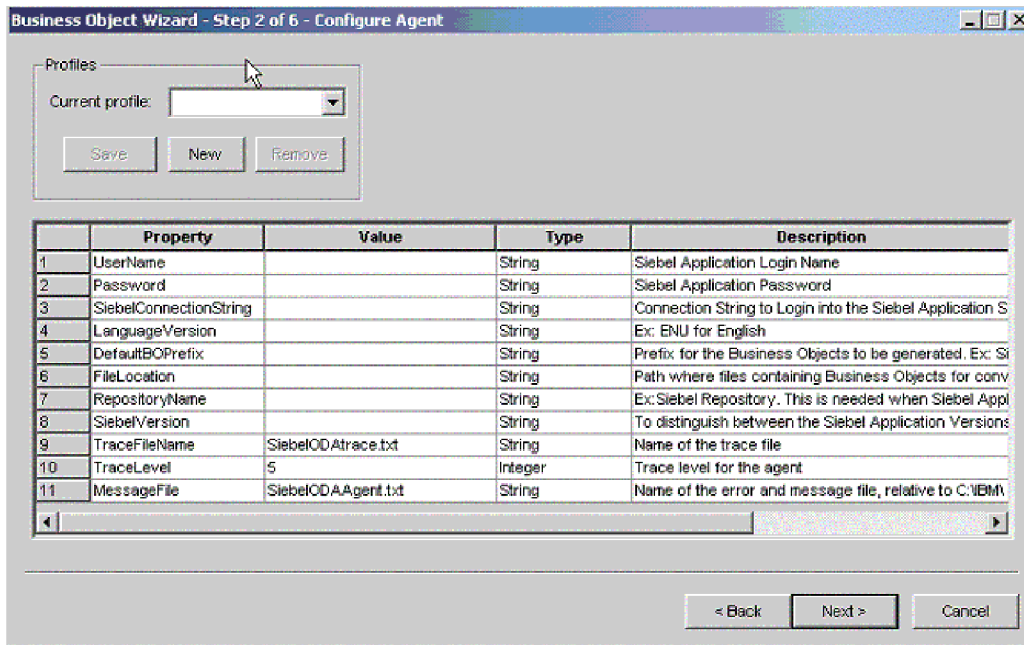 Business Object Wizard - Step 2 of 6 - Configure Agent
Profiles
Current profile:
Save New Remove
Property Value Type Description
1 UserName String Siebel Application Login Name
2 Password String Siebel Application Password
3 SiebelConnectionString String Connection String to Login into the Siebel Application S
4 LanguageVersion String Ex: ENU for English
5 DefaultBOPrefix String Prefix for the Business Objects to be generated. Ex: Si
6 FileLocation String Path where files containing Business Objects for conv
7 RepositoryName String Ex:Siebel Repository. This is needed when Siebel Appl
8 SiebelVersion String To distinguish between the Siebel Application Versions
9 TraceFileName SiebelODAtrace.txt String Name of the trace file
10 TraceLevel 5 Integer Trace level for the agent
11 MessageFile SiebelODAAgent.txt String Name of the error and message file, relative to C:\IBM\
< Back Next > Cancel